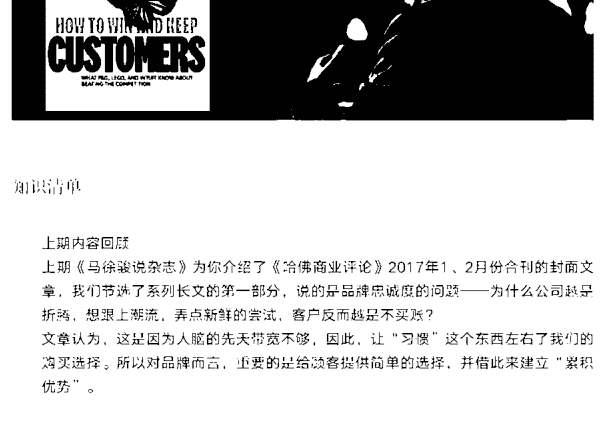 HOW TO WIN AND KEEP
CUSTOMERS
WHAT P&G, LEGO, AND INTUIT KNOW ABOUT
BEATING THE COMPETITION
知识清单
上期内容回顾
上期《马徐骏说杂志》为你介绍了《哈佛商业评论》2017年1、2月份合刊的封面文
章，我们节选了系列长文的第一部分，说的是品牌忠诚度的问题——为什么公司越是
折腾，想跟上潮流，弄点新鲜的尝试，客户反而越是不买账？
文章认为，这是因为人脑的先天带宽不够，因此，让“习惯”这个东西左右了我们的
购买选择。所以对品牌而言，重要的是给顾客提供简单的选择，并借此来建立“累积
优势”。